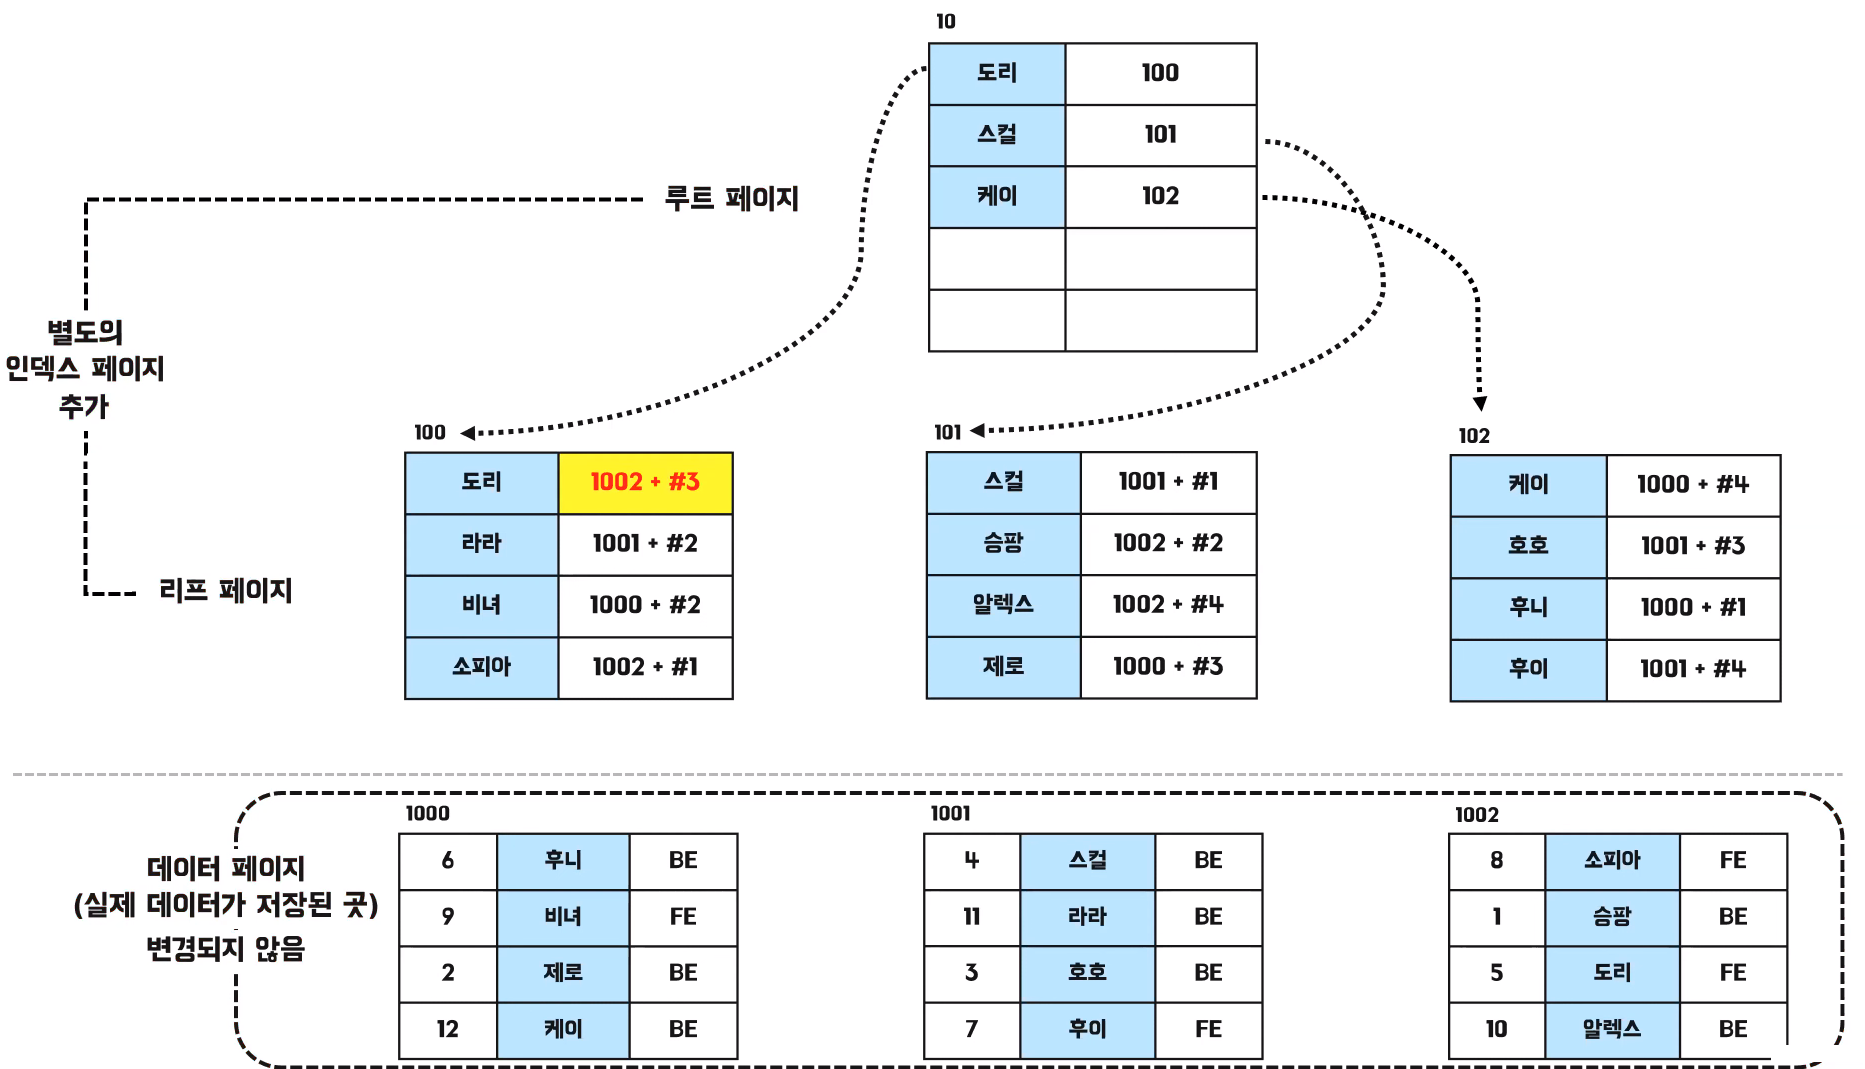 10
도리 100
스컬 101
케이 102
루트 페이지
별도의
인덱스 페이지
추가
리프 페이지
100
도리 1002 + #3
라라 1001 + #2
비녀 1000 + #2
소피아 1002 + #1
101
스컬 1001 + #1
승팡 1002 + #2
알렉스 1002 + #4
제로 1000 + #3
102
케이 1000 + #4
호호 1001 + #3
후니 1000 + #1
후이 1001 + #4
데이터 페이지
(실제 데이터가 저장된 곳)
변경되지 않음
1000
6 후니 BE
9 비녀 FE
2 제로 BE
12 케이 BE
1001
4 스컬 BE
11 라라 BE
3 호호 BE
7 후이 FE
1002
8 소피아 FE
1 승팡 BE
5 도리 FE
10 알렉스 BE